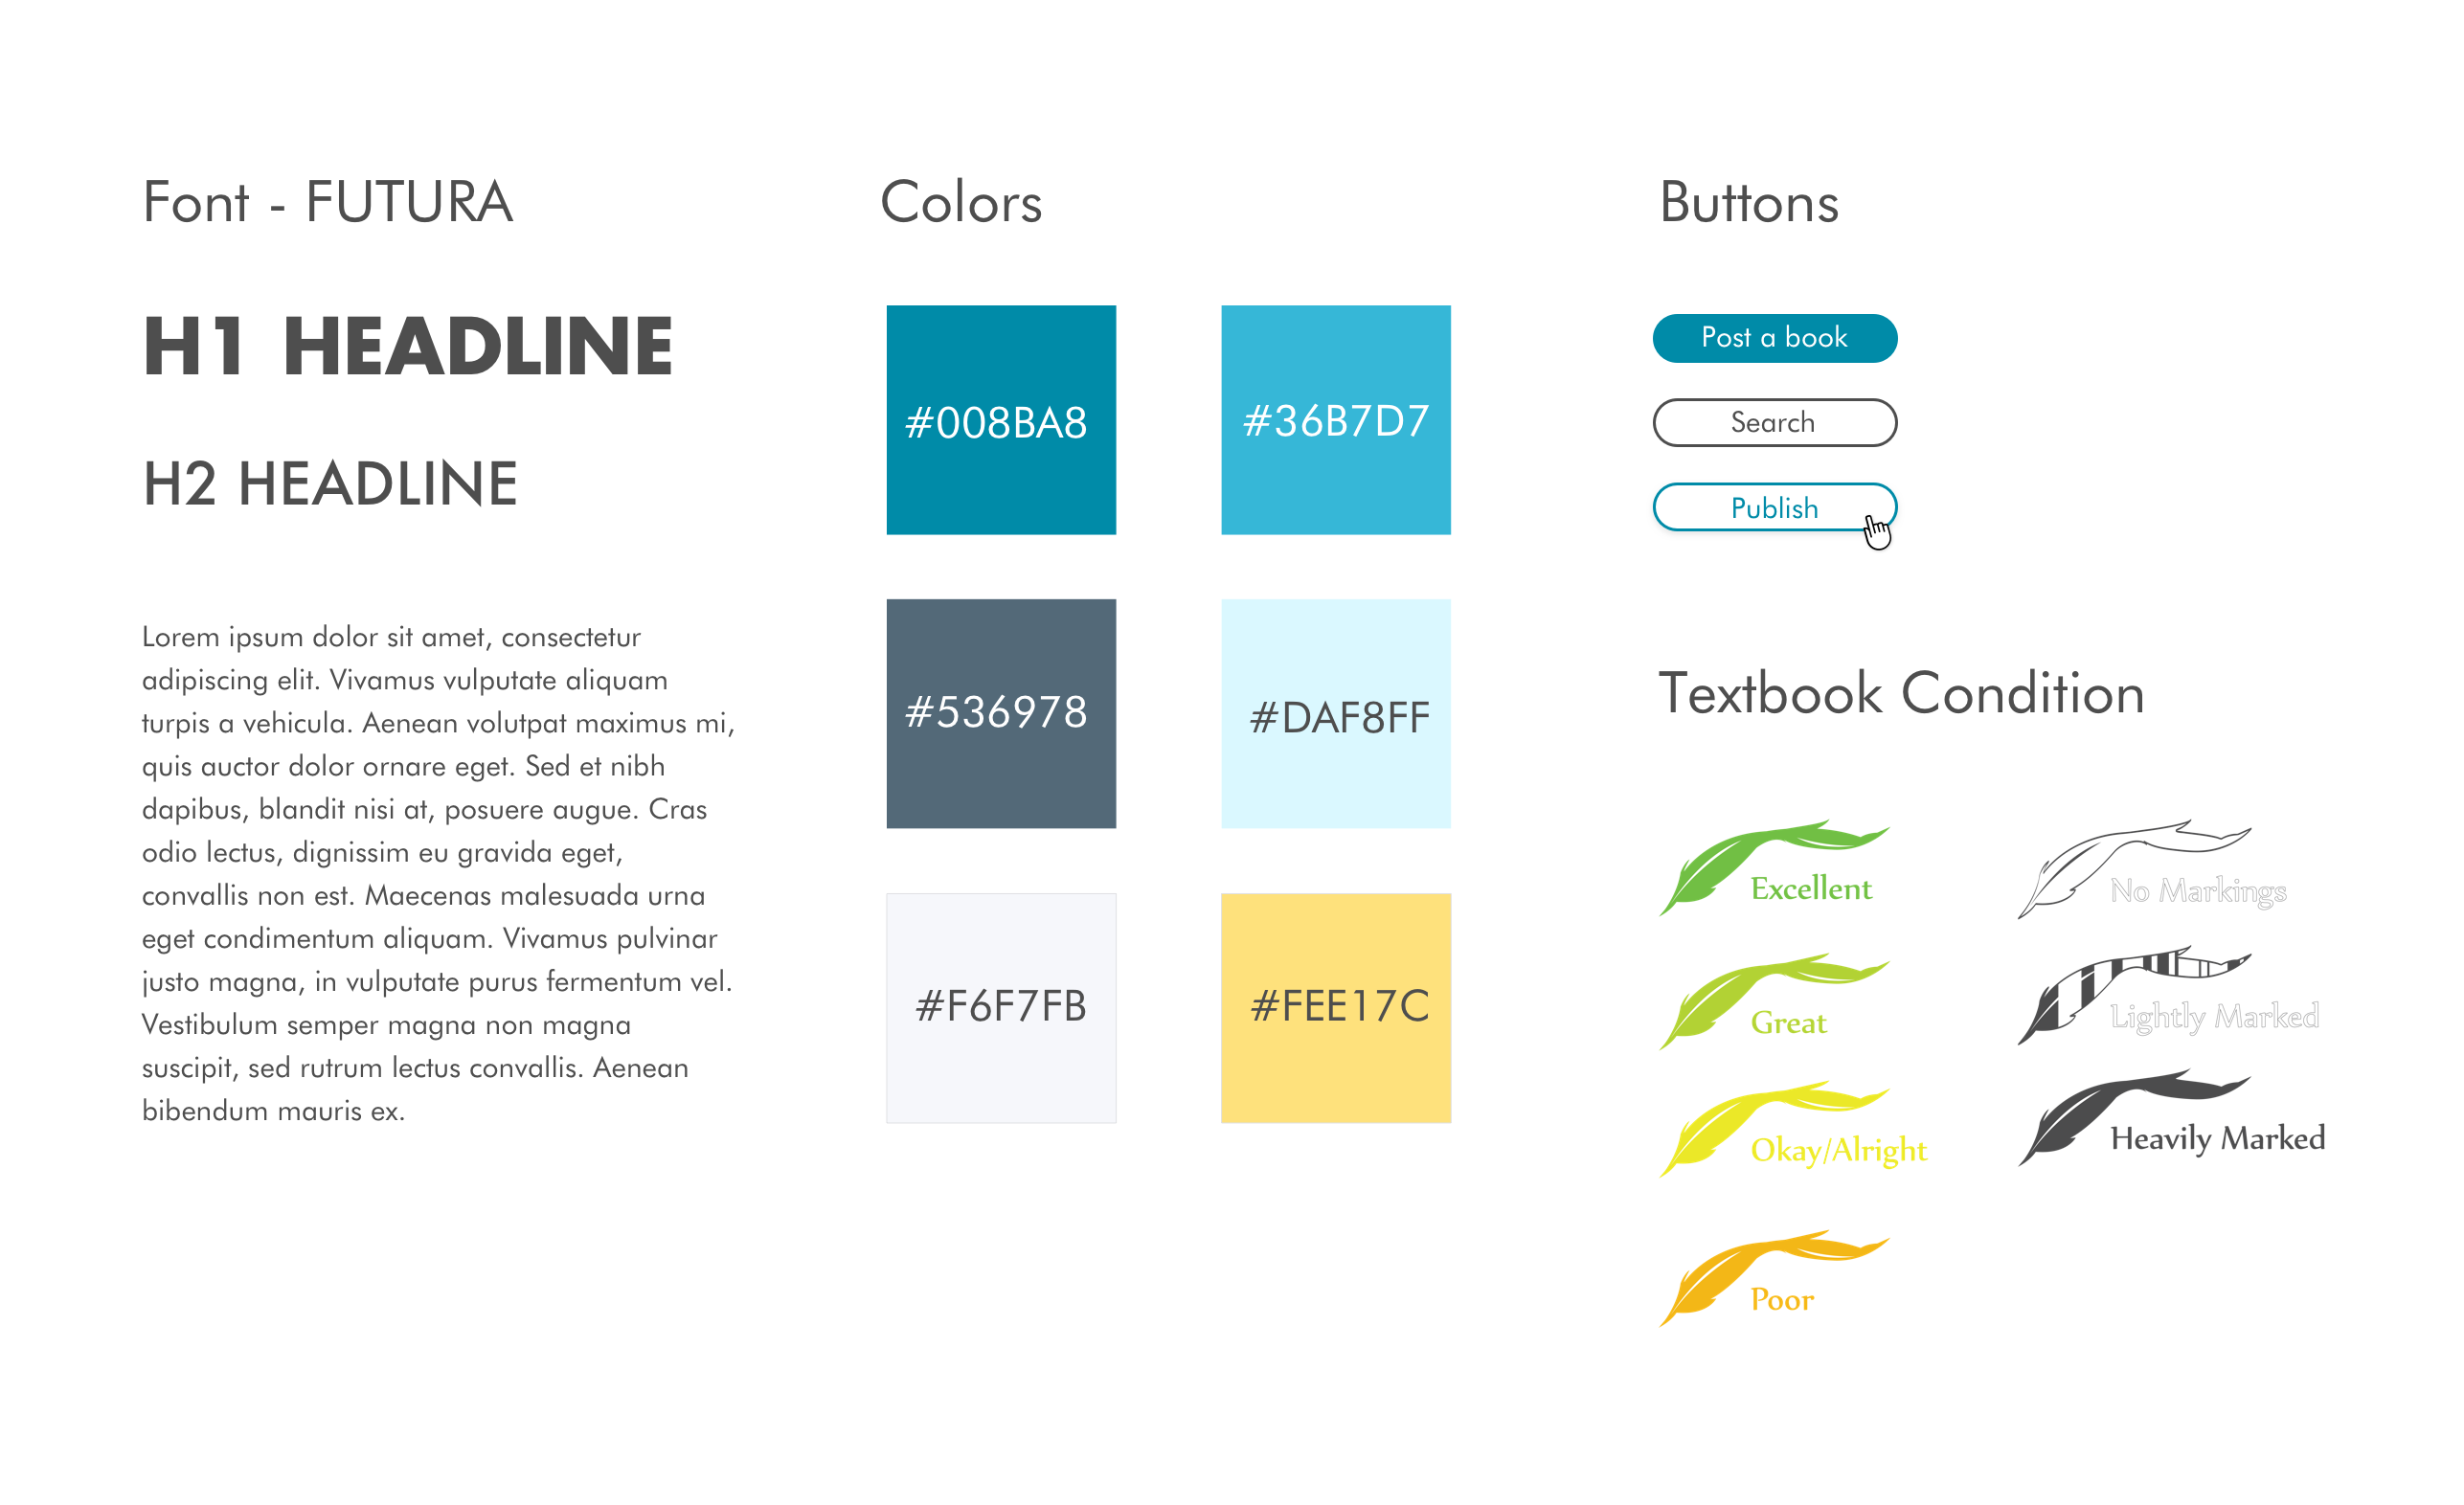 Font - FUTURA
H1 HEADLINE
H2 HEADLINE
Lorem ipsum dolor sit amet, consectetur
adipiscing elit. Vivamus vulputate aliquam
turpis a vehicula. Aenean volutpat maximus mi,
quis auctor dolor ornare eget. Sed et nibh
dapibus, blandit nisi at, posuere augue. Cras
odio lectus, dignissim eu gravida eget,
convallis non est. Maecenas malesuada urna
eget condimentum aliquam. Vivamus pulvinar
justo magna, in vulputate purus fermentum vel.
Vestibulum semper magna non magna
suscipit, sed rutrum lectus convallis. Aenean
bibendum mauris ex.
Colors
#008BA8
#36B7D7
#536978
#DAF8FF
#F6F7FB
#FEE17C
Buttons
Post a book
Search
Publish
Textbook Condition
Excellent
Great
Okay/Alright
Poor
No Markings
Lightly Marked
Heavily Marked